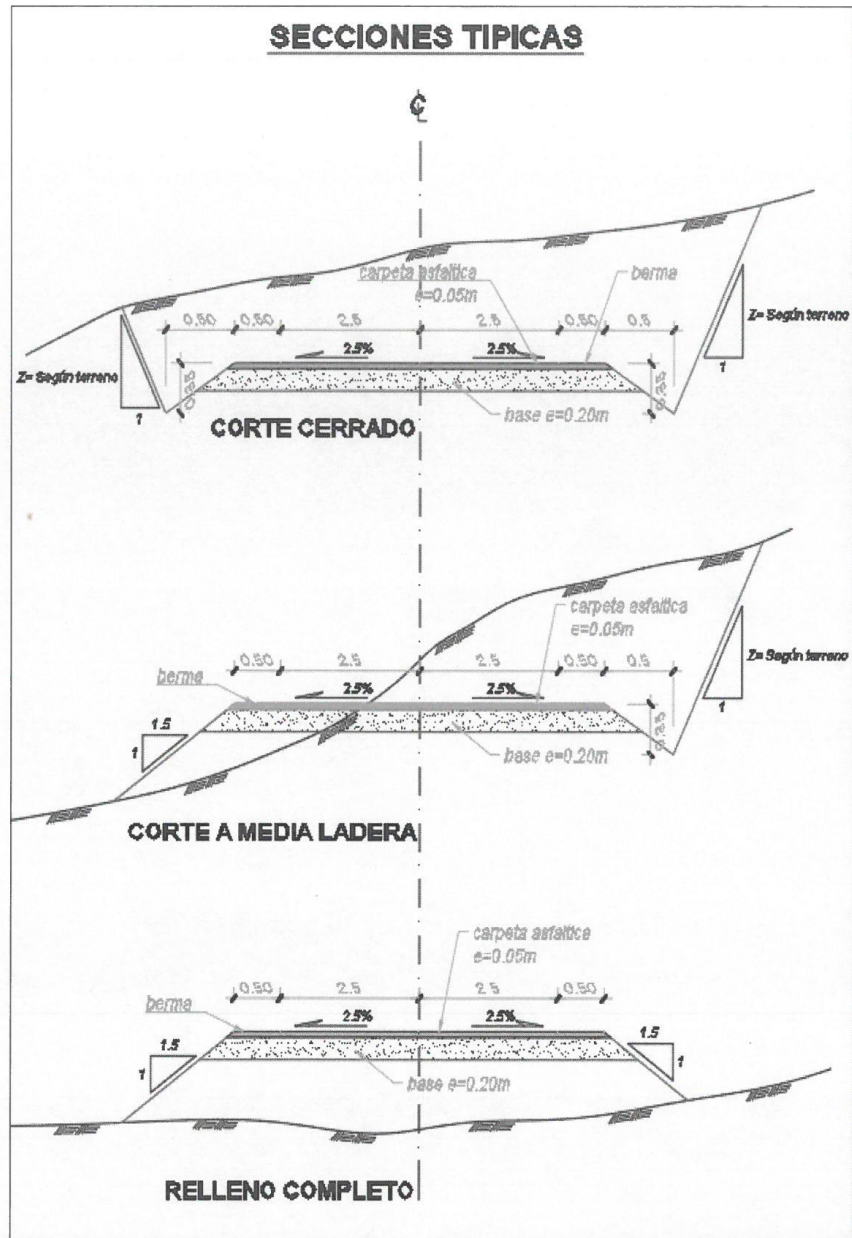 SECCIONES TIPICAS
℄
carpeta asfaltica
e=0.05m
berma
0.50 0.50 2.5 2.5 0.50 0.5
2.5% 2.5%
Z= Según terreno
1
Z= Según terreno
1
base e=0.20m
CORTE CERRADO
carpeta asfaltica
e=0.05m
0.50 2.5 2.5 0.50 0.5
berma
2.5% 2.5%
Z= Según terreno
1
1.5
1
base e=0.20m
CORTE A MEDIA LADERA
carpeta asfaltica
e=0.05m
0.50 2.5 2.5 0.50
berma
2.5% 2.5%
1.5
1
1.5
1
base e=0.20m
RELLENO COMPLETO